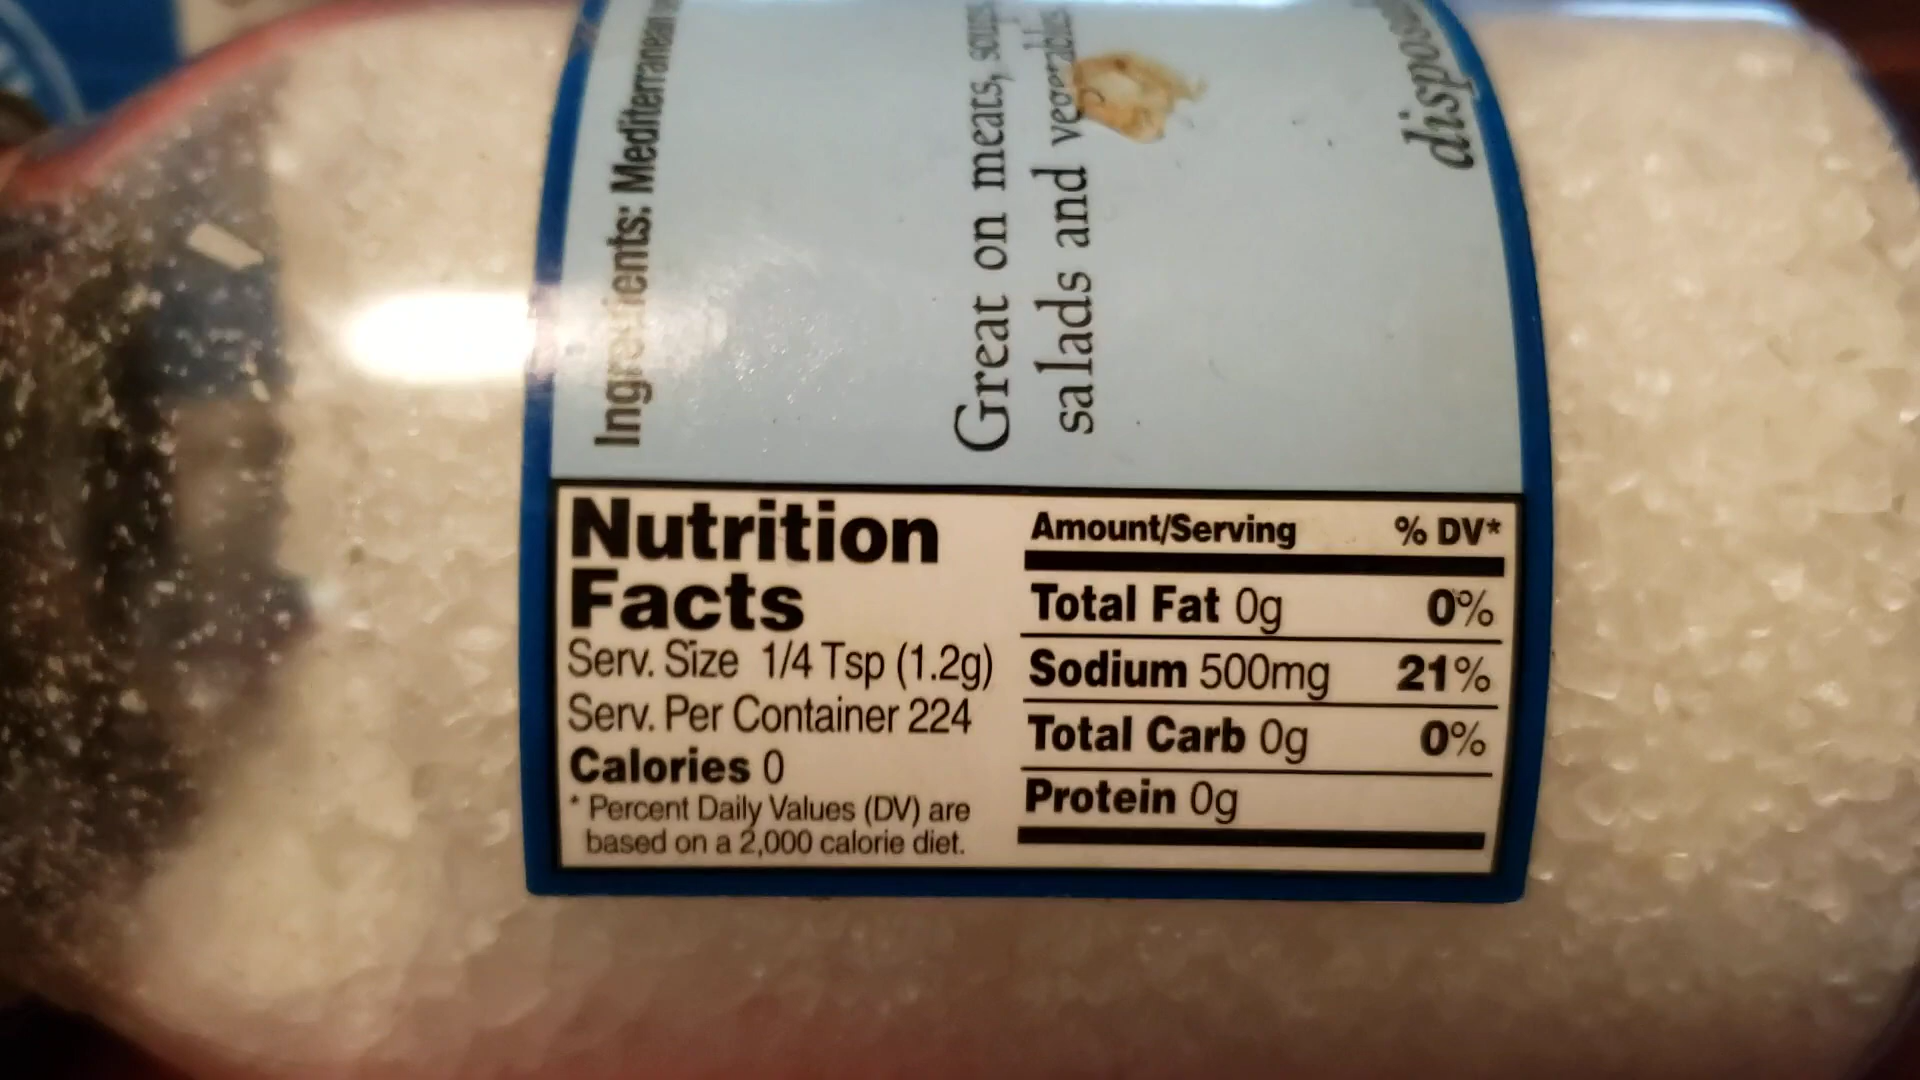 Ingredients: Mediterranean
Great on meats, soups,
salads and vegetables
Nutrition
Facts
Serv. Size 1/4 Tsp (1.2g)
Serv. Per Container 224
Calories 0
* Percent Daily Values (DV) are
based on a 2,000 calorie diet.
Amount/Serving % DV*
Total Fat 0g 0%
Sodium 500mg 21%
Total Carb 0g 0%
Protein 0g